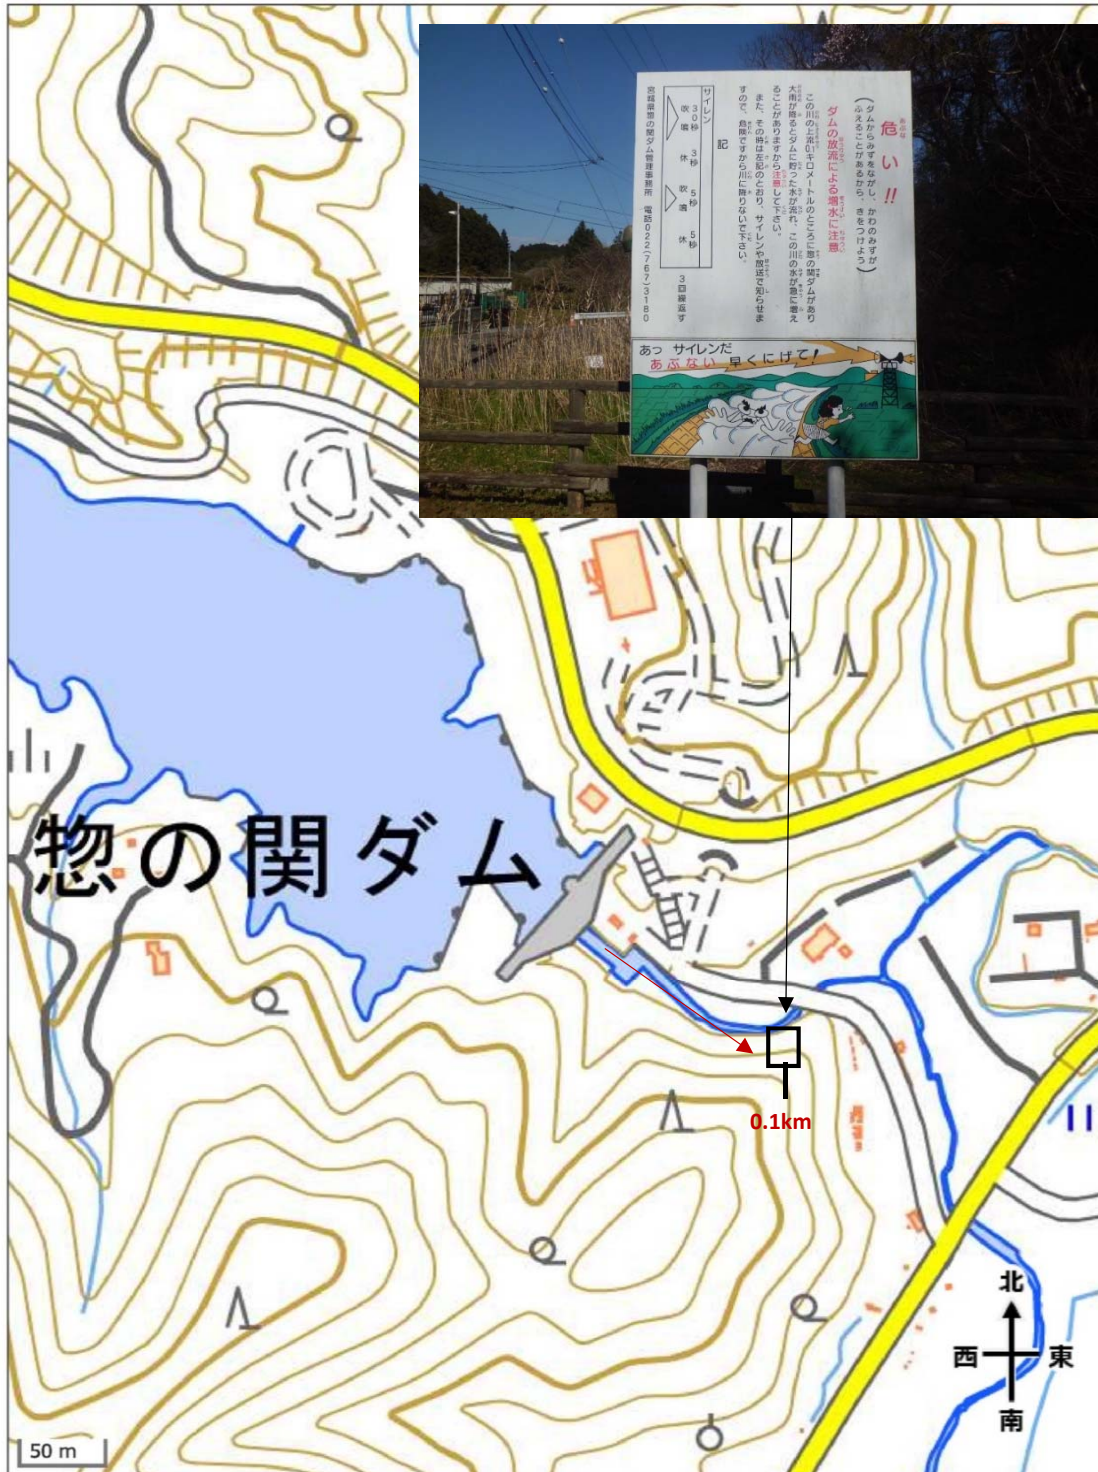 危い!!
あぶな
(ダムからみずをながし、かわのみずが
ふえることがあるから、きをつけよう)
ダムの放流による増水に注意
この川の上流0.1キロメートルのところに惣の関ダムがあり
大雨が降るとダムに貯った水が流れ、この川の水が急に増え
ることがありますから注意して下さい。
また、その時は左記のとおり、サイレンや放送で知らせま
すので、危険ですから川に降りないで下さい。
記
サイレン
30秒 3秒 5秒 5秒
吹鳴 休 吹鳴 休
3回繰返す
宮城県惣の関ダム管理事務所 電話022(767)3180
あっ サイレンだ
あぶない 早くにげて!
惣の関ダム
0.1km
北
西 東
南
50 m